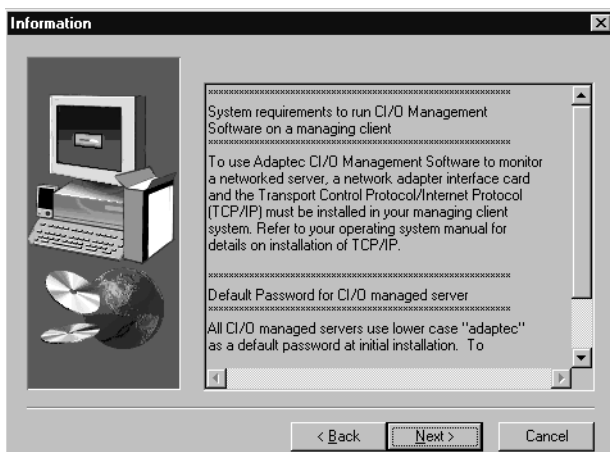 Information
××××××××××××××××××××××××××××××××××××××××××××××××××××××××××
System requirements to run CI/O Management
Software on a managing client
××××××××××××××××××××××××××××××××××××××××××××××××××××××××××
To use Adaptec CI/O Management Software to monitor
a networked server, a network adapter interface card
and the Transport Control Protocol/Internet Protocol
(TCP/IP) must be installed in your managing client
system. Refer to your operating system manual for
details on installation of TCP/IP.
××××××××××××××××××××××××××××××××××××××××××××××××××××××××××
Default Password for CI/O managed server
××××××××××××××××××××××××××××××××××××××××××××××××××××××××××
All CI/O managed servers use lower case "adaptec"
as a default password at initial installation. To
< Back
Next >
Cancel